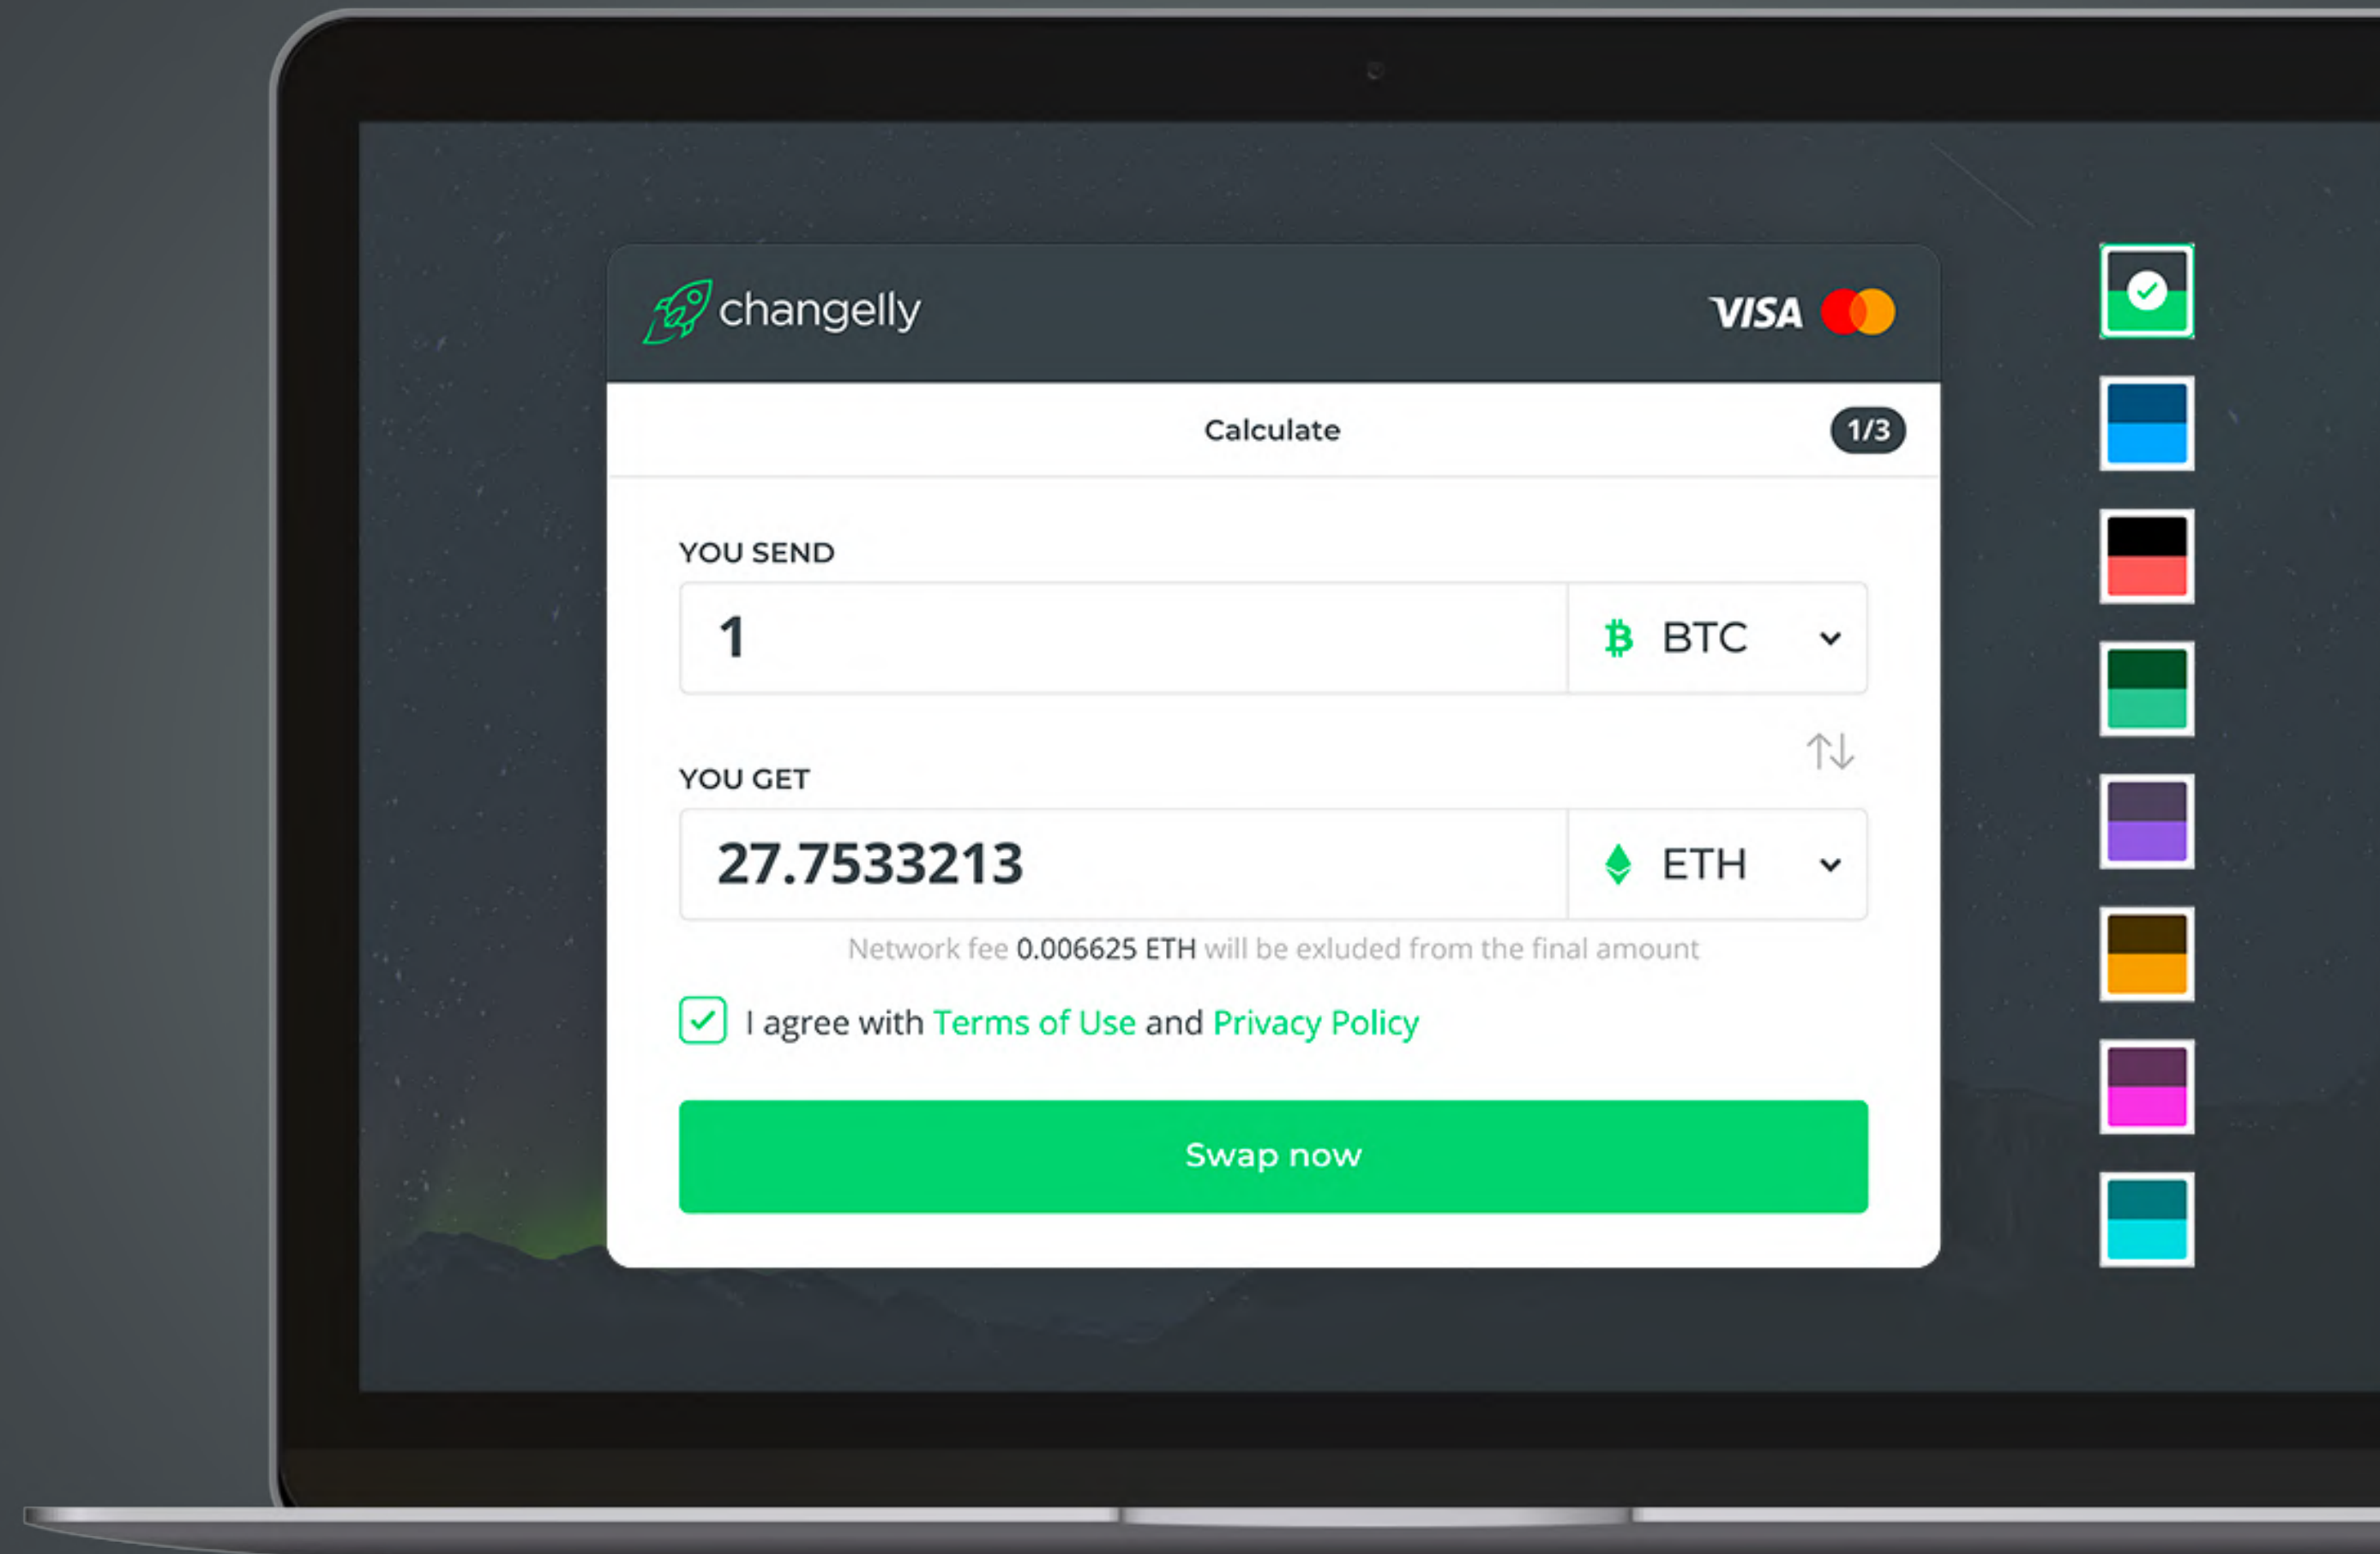 changelly
VISA
Calculate
1/3
YOU SEND
1
BTC
YOU GET
27.7533213
ETH
Network fee 0.006625 ETH will be exluded from the final amount
I agree with Terms of Use and Privacy Policy
Swap now